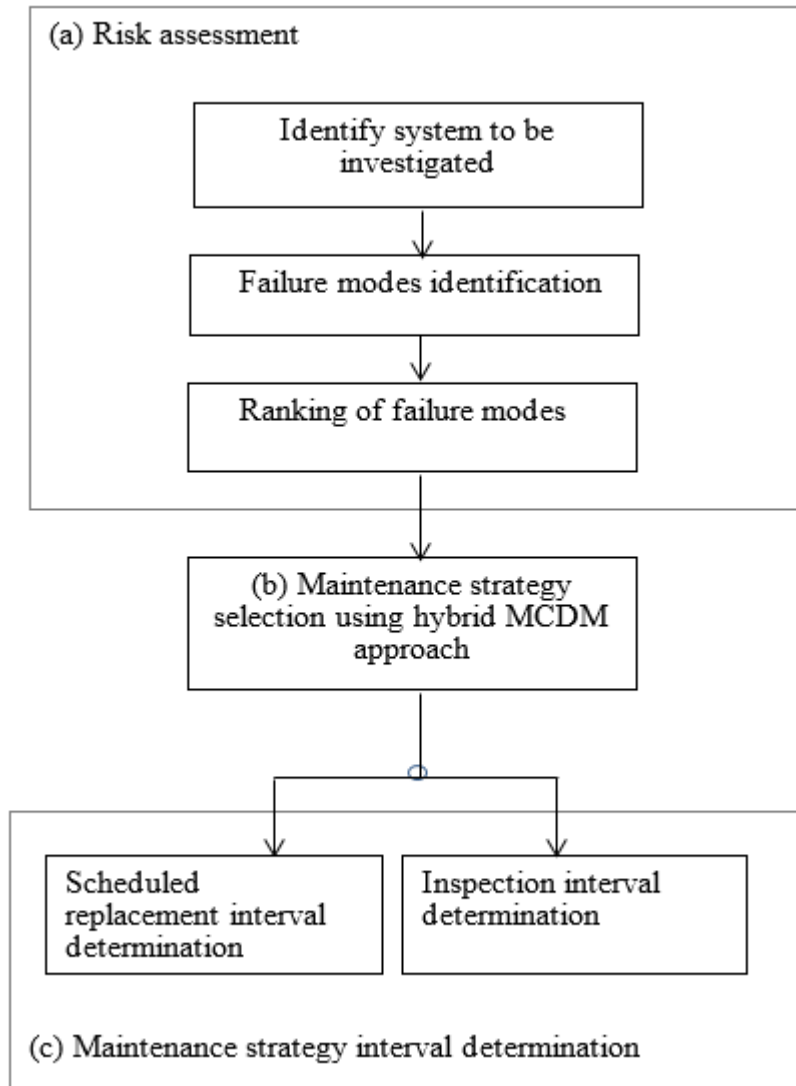 (a) Risk assessment
Identify system to be
investigated
Failure modes identification
Ranking of failure modes
(b) Maintenance strategy
selection using hybrid MCDM
approach
Scheduled
replacement interval
determination
Inspection interval
determination
(c) Maintenance strategy interval determination